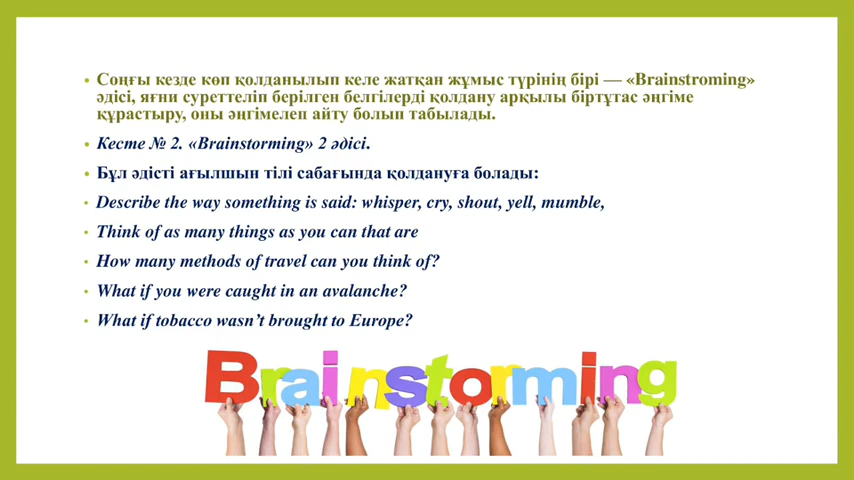 • Соңғы кезде көп қолданылып келе жатқан жұмыс түрінің бірі — «Brainstroming»
әдісі, яғни суреттеліп берілген белгілерді қолдану арқылы біртұтас әңгіме
құрастыру, оны әңгімелеп айту болып табылады.
• Кесте № 2. «Brainstorming» 2 әдісі.
• Бұл әдісті ағылшын тілі сабағында қолдануға болады:
• Describe the way something is said: whisper, cry, shout, yell, mumble,
• Think of as many things as you can that are
• How many methods of travel can you think of?
• What if you were caught in an avalanche?
• What if tobacco wasn’t brought to Europe?
Brainstorming